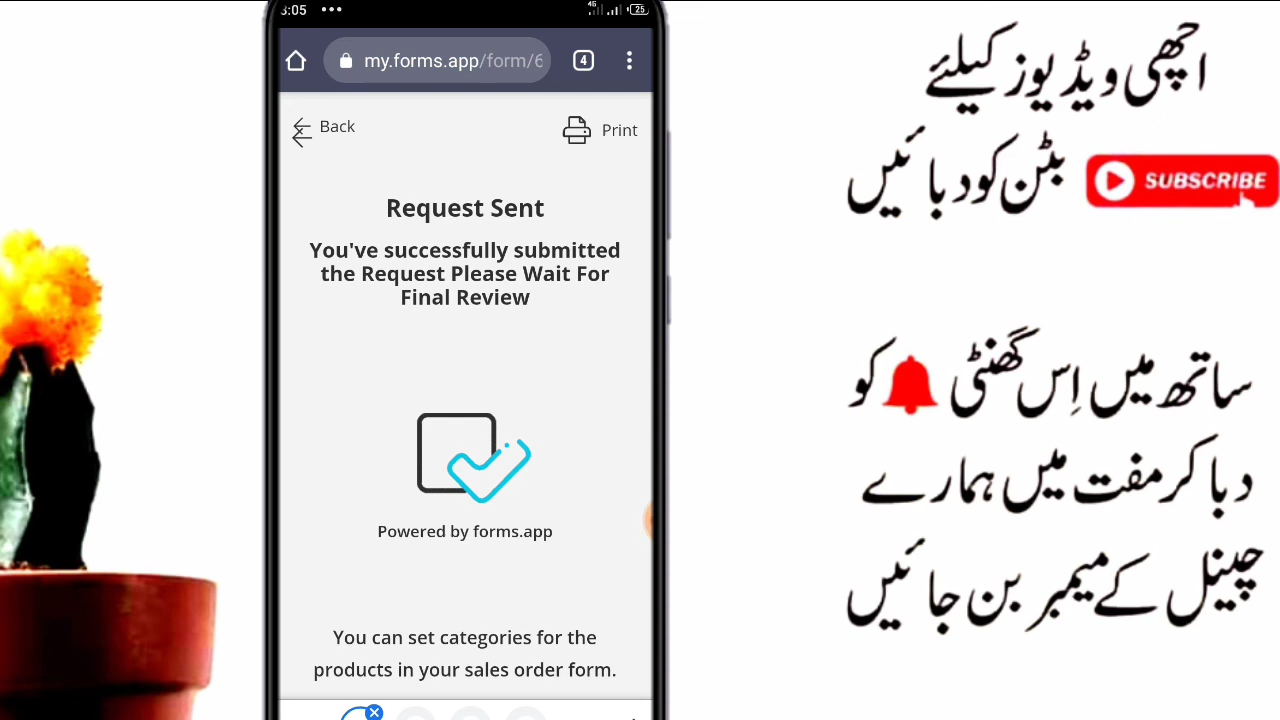 3:05
4G
25
my.forms.app/form/6
4
Back
Print
Request Sent
You've successfully submitted
the Request Please Wait For
Final Review
Powered by forms.app
You can set categories for the
products in your sales order form.
اچھی ویڈیوز کیلئے
بٹن کو دبائیں
SUBSCRIBE
ساتھ میں اِس گھنٹی کو
دبا کر مفت میں ہمارے
چینل کے میمبر بن جائیں